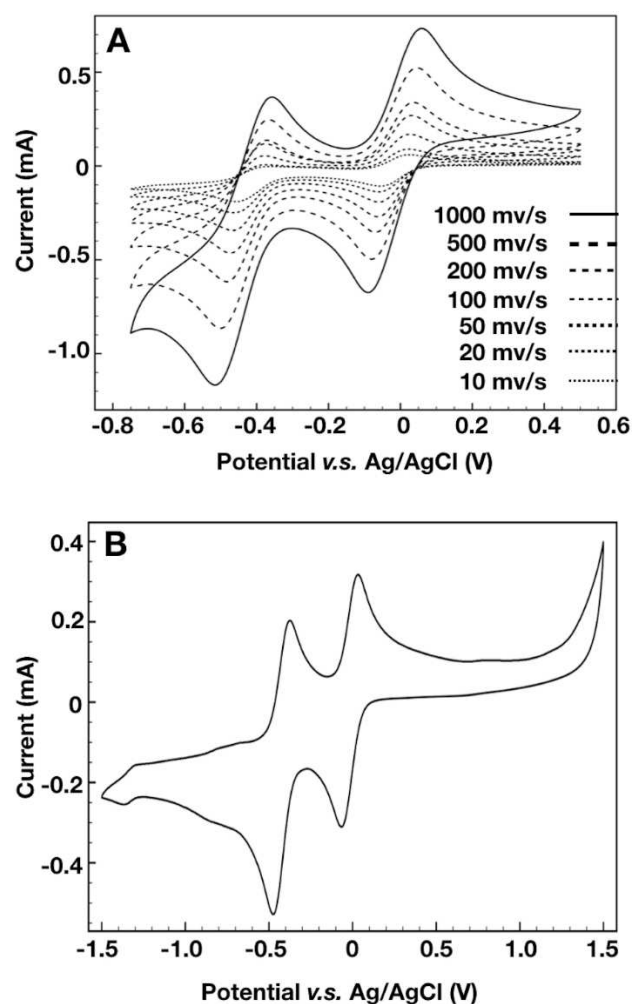 A
0.5
0
-0.5
-1.0
Current (mA)
1000 mv/s
500 mv/s
200 mv/s
100 mv/s
50 mv/s
20 mv/s
10 mv/s
-0.8 -0.6 -0.4 -0.2 0 0.2 0.4 0.6
Potential v.s. Ag/AgCl (V)
B
0.4
0.2
0
-0.2
-0.4
Current (mA)
-1.5 -1.0 -0.5 0 0.5 1.0 1.5
Potential v.s. Ag/AgCl (V)